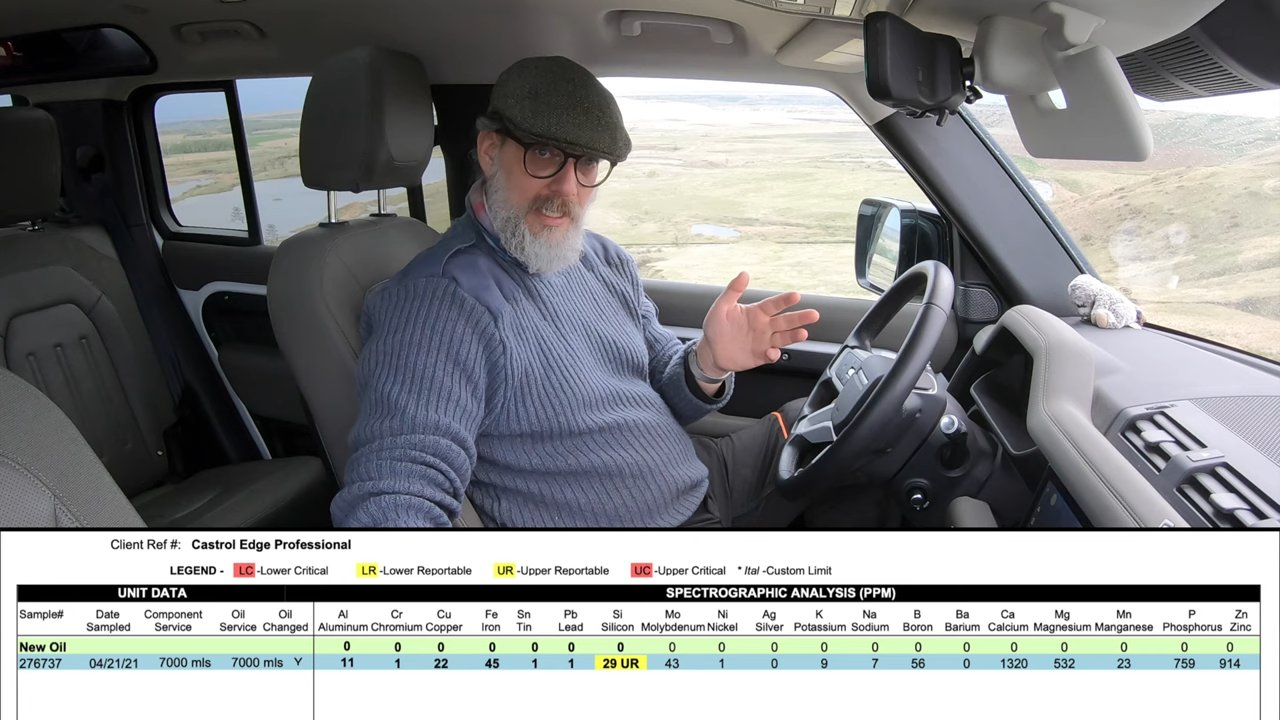 Client Ref #: Castrol Edge Professional
LEGEND - LC -Lower Critical LR -Lower Reportable UR -Upper Reportable UC -Upper Critical * Ital -Custom Limit
UNIT DATA SPECTROGRAPHIC ANALYSIS (PPM)
Sample# Date Component Oil Oil Al Cr Cu Fe Sn Pb Si Mo Ni Ag K Na B Ba Ca Mg Mn P Zn
Sampled Service Service Changed Aluminum Chromium Copper Iron Tin Lead Silicon Molybdenum Nickel Silver Potassium Sodium Boron Barium Calcium Magnesium Manganese Phosphorus Zinc
New Oil 0 0 0 0 0 0 0 0 0 0 0 0 0 0 0 0 0 0 0
276737 04/21/21 7000 mls 7000 mls Y 11 1 22 45 1 1 29 UR 43 1 0 9 7 56 0 1320 532 23 759 914